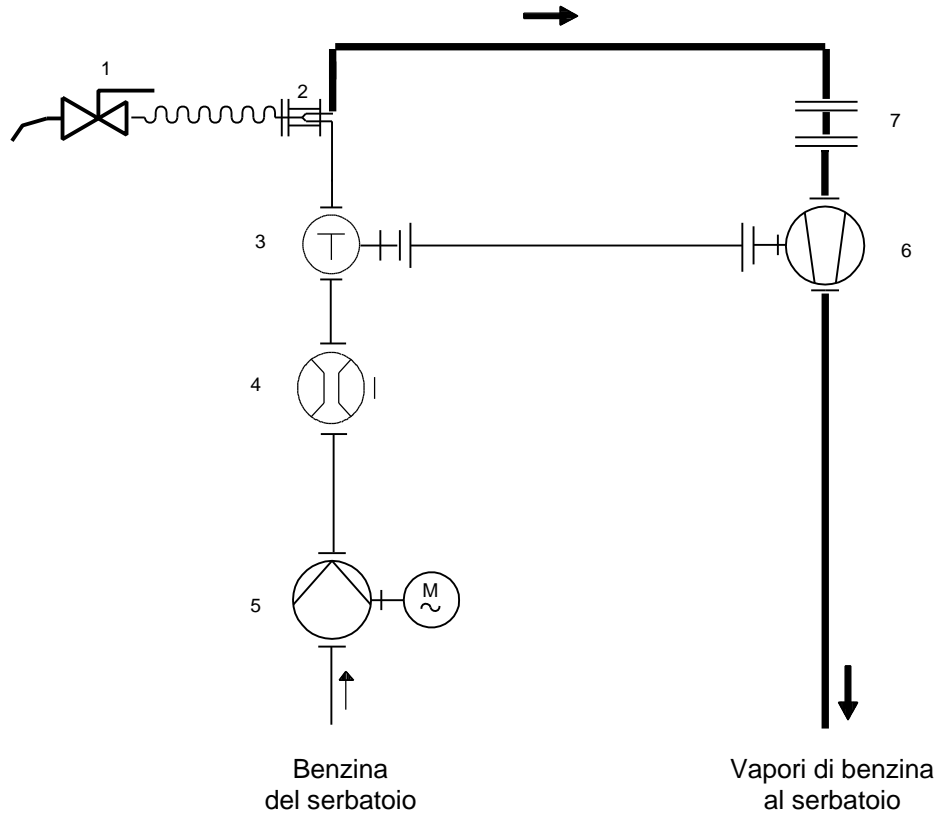 1
2
7
3
T
6
4
5
M
~
Benzina
del serbatoio
Vapori di benzina
al serbatoio